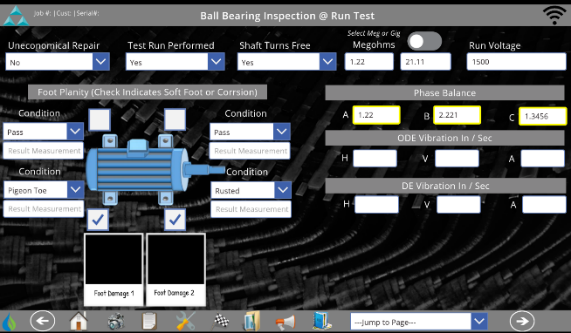 Job #: |Cust: |Serial#:
Ball Bearing Inspection @ Run Test
Select Meg or Gig
Uneconomical Repair
Test Run Performed
Shaft Turns Free
Megohms
Run Voltage
No
Yes
Yes
1.22
21.11
1500
Foot Planity (Check Indicates Soft Foot or Corrsion)
Phase Balance
Condition
Condition
A
1.22
B
2.221
C
1.3456
Pass
Pass
ODE Vibration In / Sec
Result Measurement
Result Measurement
H
V
A
Condition
Condition
DE Vibration In / Sec
Pigeon Toe
Rusted
Result Measurement
Result Measurement
H
V
A
Foot Damage 1
Foot Damage 2
---Jump to Page---